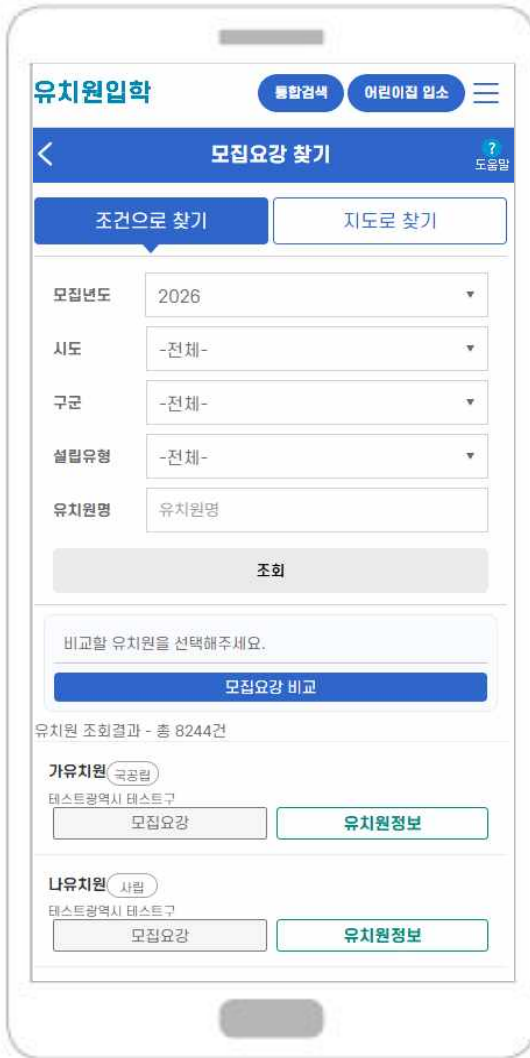 유치원입학 통합검색 어린이집 입소
모집요강 찾기 ? 도움말
조건으로 찾기 지도로 찾기
모집년도 2026
시도 -전체-
구군 -전체-
설립유형 -전체-
유치원명 유치원명
조회
비교할 유치원을 선택해주세요.
모집요강 비교
유치원 조회결과 - 총 8244건
가유치원 국공립
테스트광역시 테스트구
모집요강 유치원정보
나유치원 사립
테스트광역시 테스트구
모집요강 유치원정보